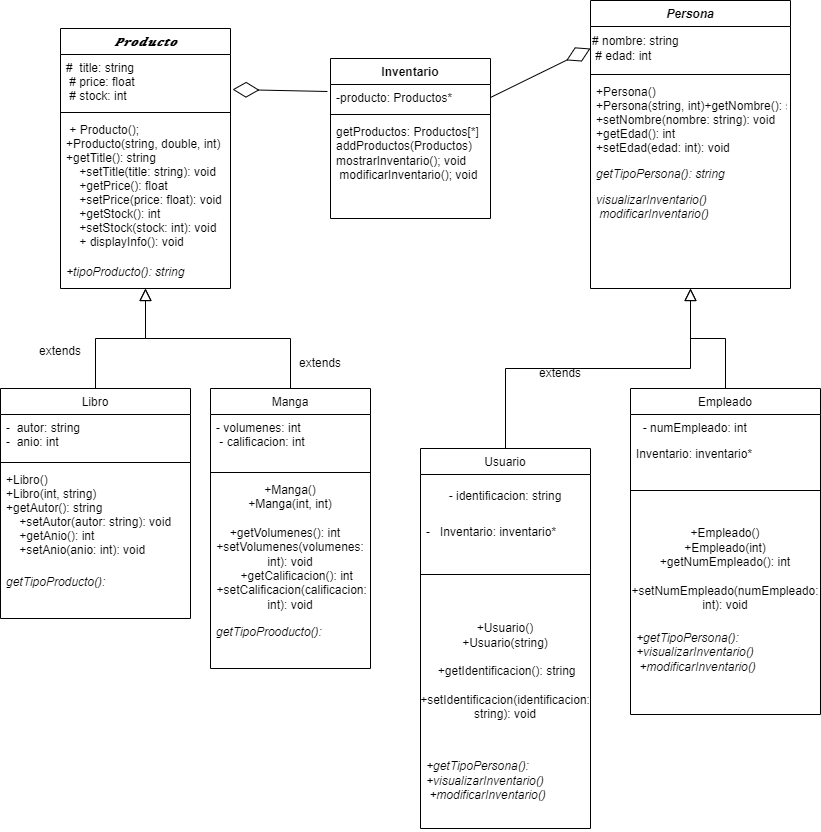 Producto
# title: string
# price: float
# stock: int
+ Producto();
+Producto(string, double, int)
+getTitle(): string
+setTitle(title: string): void
+getPrice(): float
+setPrice(price: float): void
+getStock(): int
+setStock(stock: int): void
+ displayInfo(): void
+tipoProducto(): string
Inventario
-producto: Productos*
getProductos: Productos[*]
addProductos(Productos)
mostrarInventario(); void
modificarInventario(); void
Persona
# nombre: string
# edad: int
+Persona()
+Persona(string, int)+getNombre():
+setNombre(nombre: string): void
+getEdad(): int
+setEdad(edad: int): void
getTipoPersona(): string
visualizarInventario()
modificarInventario()
extends
extends
extends
Libro
- autor: string
- anio: int
+Libro()
+Libro(int, string)
+getAutor(): string
+setAutor(autor: string): void
+getAnio(): int
+setAnio(anio: int): void
getTipoProducto():
Manga
- volumenes: int
- calificacion: int
+Manga()
+Manga(int, int)
+getVolumenes(): int
+setVolumenes(volumenes:
int): void
+getCalificacion(): int
+setCalificacion(calificacion:
int): void
getTipoProoducto():
Usuario
- identificacion: string
- Inventario: inventario*
+Usuario()
+Usuario(string)
+getIdentificacion(): string
+setIdentificacion(identificacion:
string): void
+getTipoPersona():
+visualizarInventario()
+modificarInventario()
Empleado
- numEmpleado: int
Inventario: inventario*
+Empleado()
+Empleado(int)
+getNumEmpleado(): int
+setNumEmpleado(numEmpleado:
int): void
+getTipoPersona():
+visualizarInventario()
+modificarInventario()